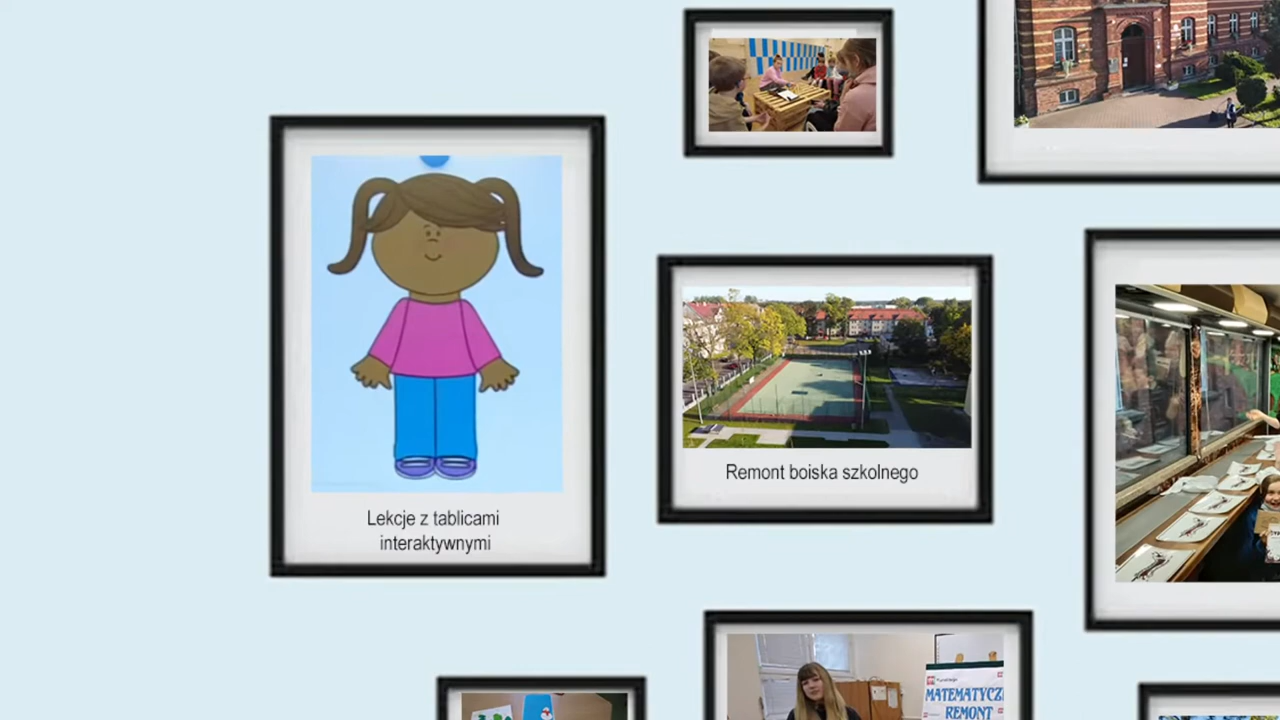 Lekcje z tablicami
interaktywnymi
Remont boiska szkolnego
MATEMATYCZ
REMONT